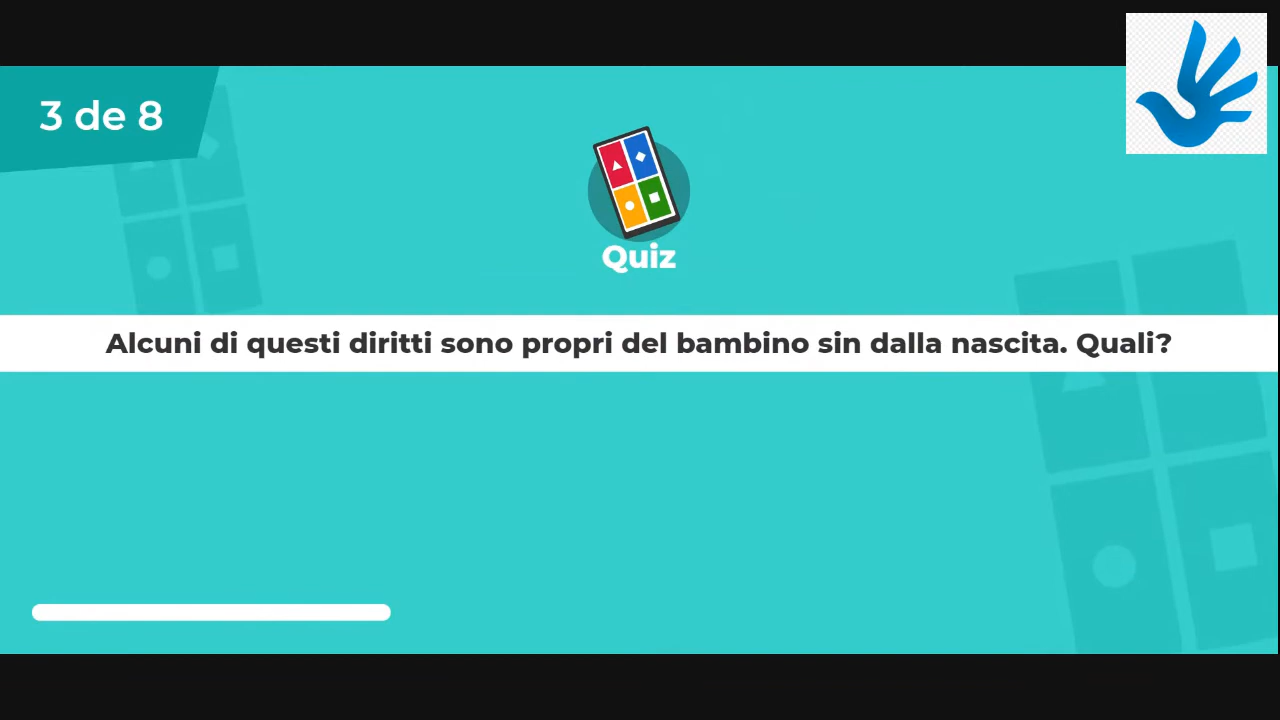 3 de 8
Quiz
Alcuni di questi diritti sono propri del bambino sin dalla nascita. Quali?